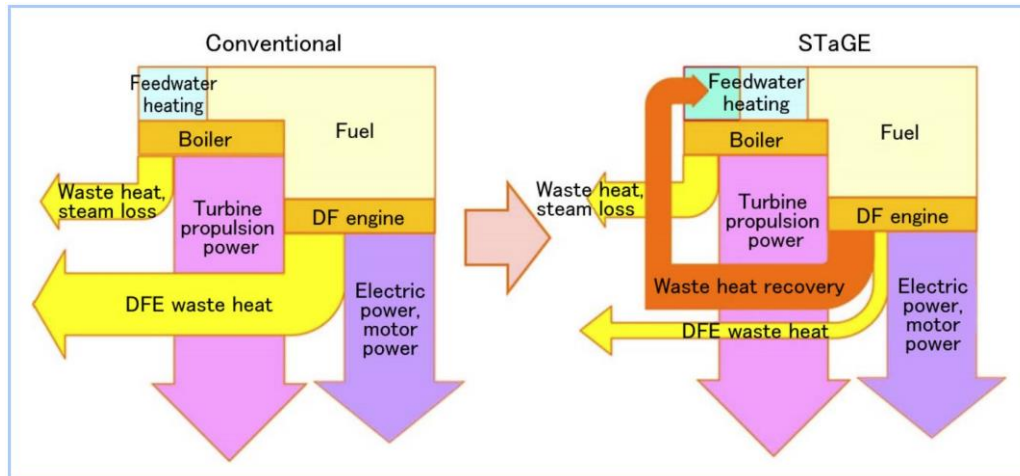 Conventional
Feedwater
heating
Fuel
Boiler
Waste heat,
steam loss
Turbine
propulsion
power
DF engine
DFE waste heat
Electric
power,
motor
power
STaGE
Feedwater
heating
Fuel
Boiler
Waste heat,
steam loss
Turbine
propulsion
power
DF engine
Waste heat recovery
DFE waste heat
Electric
power,
motor
power